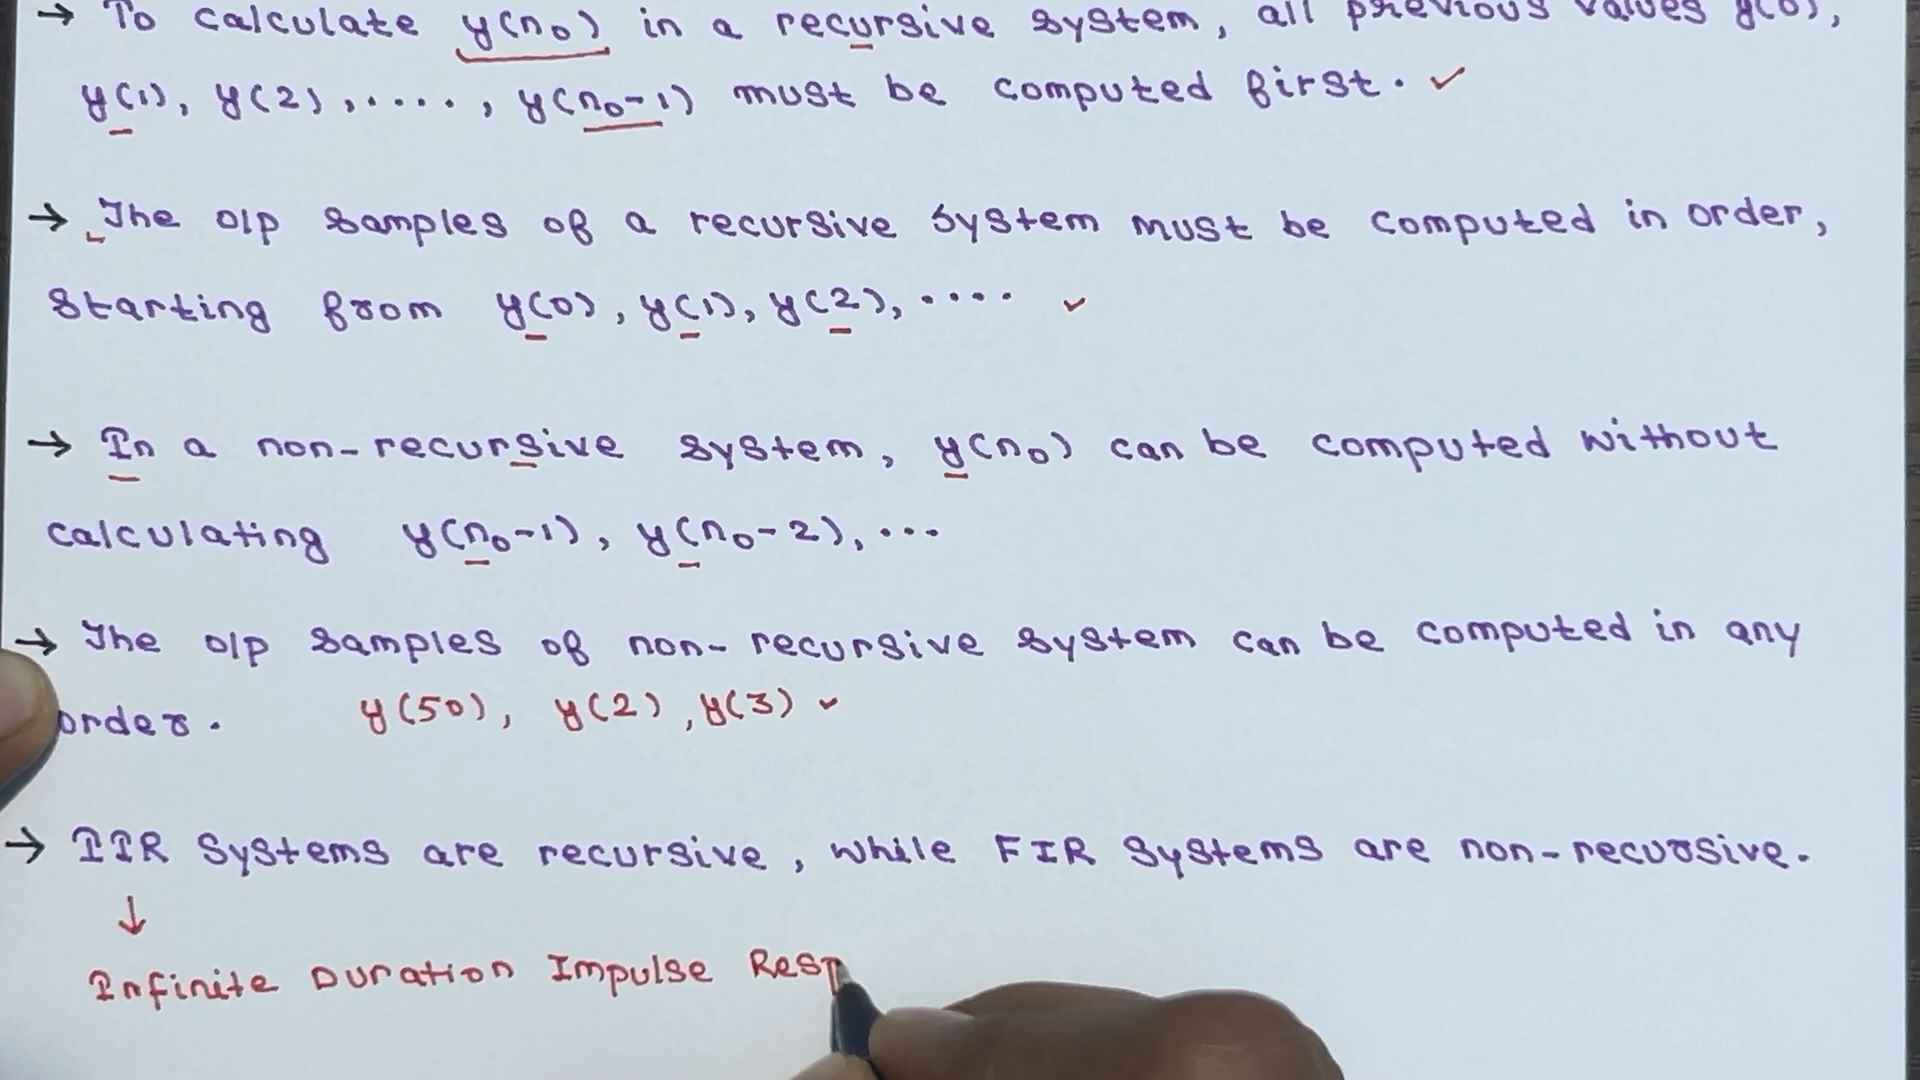 → To calculate y(n₀) in a recursive system, all previous values y(0),
y(1), y(2),....., y(n₀-1) must be computed first. ✓
→ The o/p samples of a recursive system must be computed in order,
starting from y(0), y(1), y(2), .... ✓
→ In a non-recursive system, y(n₀) can be computed without
calculating y(n₀-1), y(n₀-2), ...
→ The o/p samples of non-recursive system can be computed in any
order. y(50), y(2), y(3) ✓
→ IIR Systems are recursive, while FIR Systems are non-recursive.
↓
Infinite Duration Impulse Resp